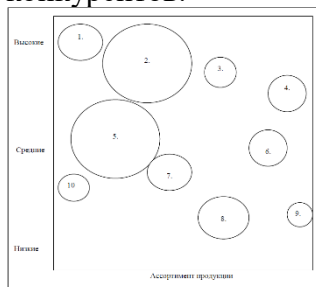 конкурентов.
Высокие
1.
2.
3.
4.
5.
Средние
6.
7.
10
8.
9.
Низкие
Ассортимент продукции